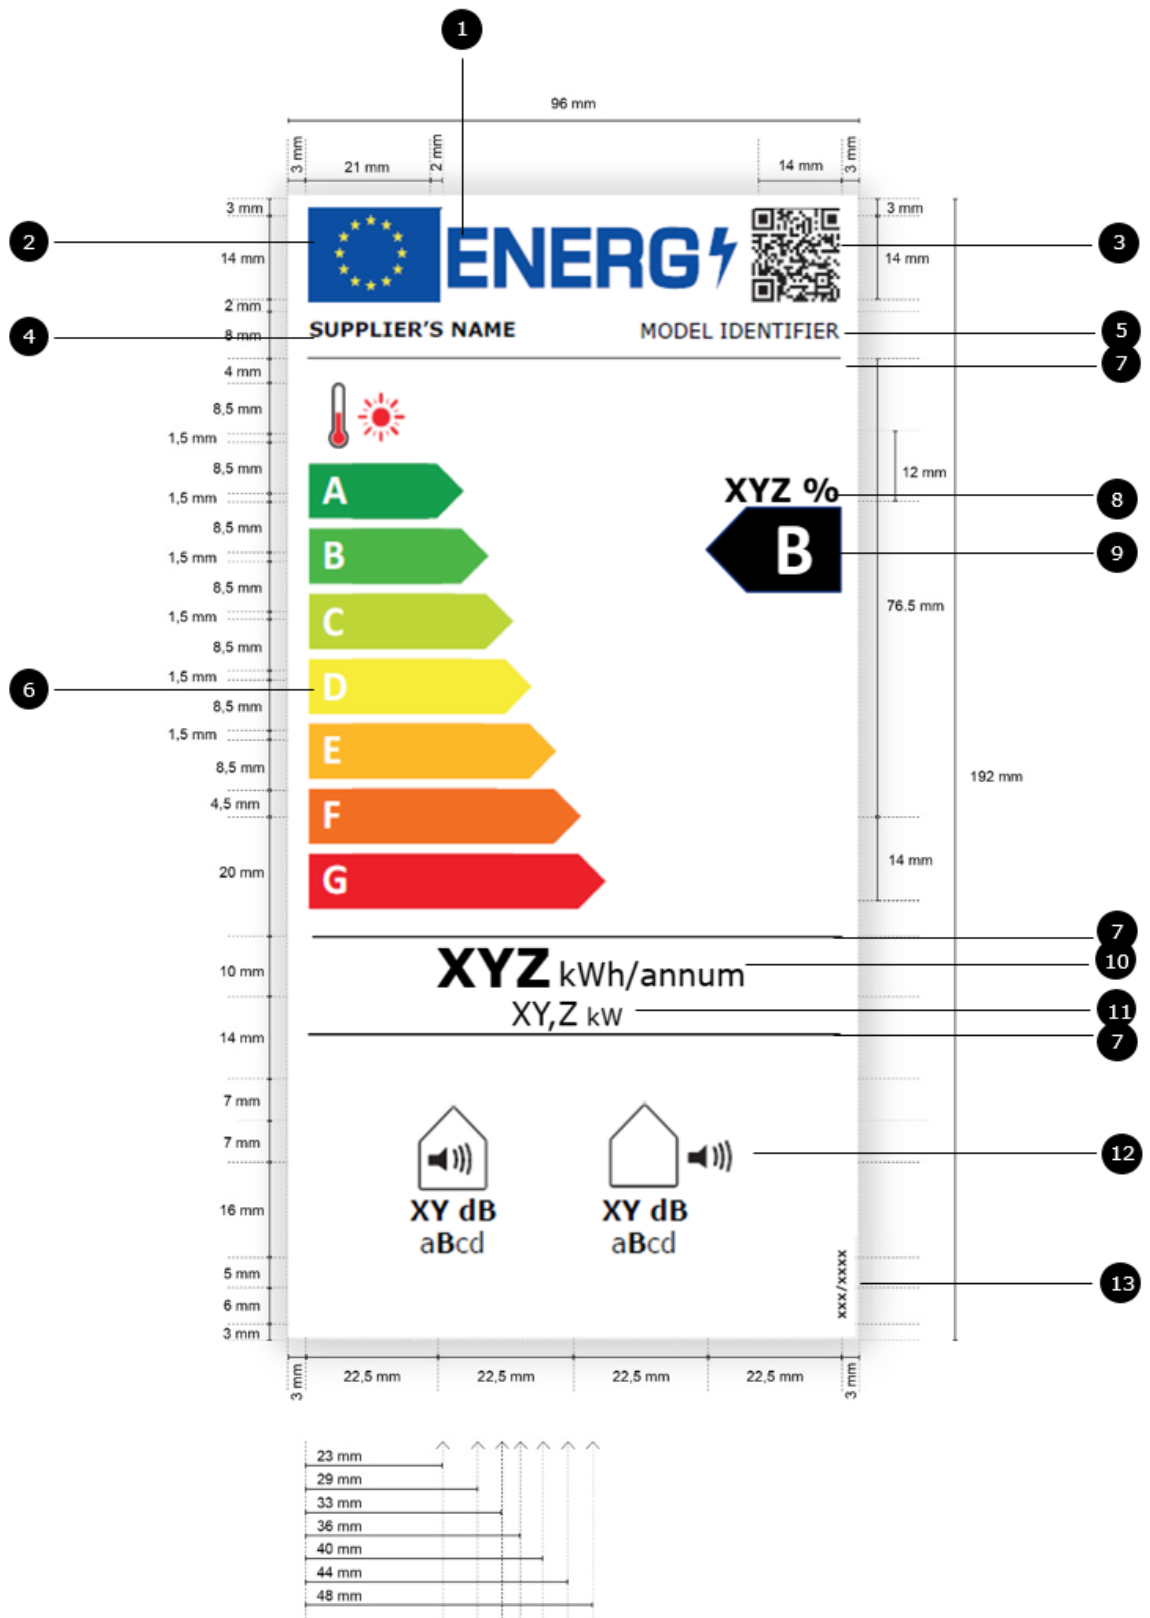 1
96 mm
3 mm
21 mm
2 mm
14 mm
3 mm
3 mm
3 mm
2
ENERG
3
14 mm
14 mm
2 mm
4
8 mm
SUPPLIER'S NAME
MODEL IDENTIFIER
5
7
4 mm
8,5 mm
1,5 mm
8,5 mm
A
XYZ %
12 mm
8
1,5 mm
8,5 mm
B
B
9
1,5 mm
8,5 mm
76.5 mm
1,5 mm
C
8,5 mm
1,5 mm
6
D
8,5 mm
1,5 mm
E
8,5 mm
192 mm
4,5 mm
F
20 mm
G
14 mm
7
10 mm
XYZ kWh/annum
10
XY,Z kW
11
14 mm
7
7 mm
7 mm
12
16 mm
XY dB
XY dB
aBcd
aBcd
5 mm
xxx/xxxx
13
6 mm
3 mm
3 mm
22,5 mm
22,5 mm
22,5 mm
22,5 mm
3 mm
23 mm
29 mm
33 mm
36 mm
40 mm
44 mm
48 mm